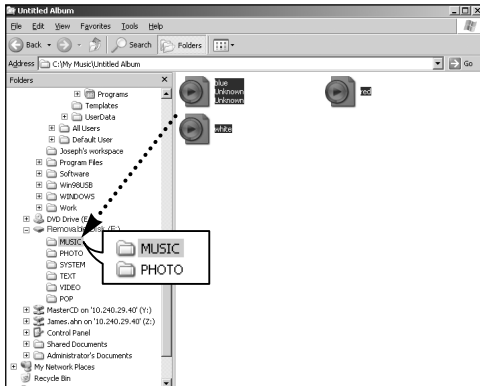 Untitled Album
File Edit View Favorites Tools Help
Back Search Folders
Address C:\My Music\Untitled Album Go
Folders
Programs
Templates
UserData
All Users
Default User
Joseph's workspace
Program Files
Software
Win98USB
WINDOWS
Work
DVD Drive (E
Removable Disk (F:)
MUSIC
PHOTO
SYSTEM
TEXT
VIDEO
POP
MasterCD on '10.240.29.40' (Y:)
James.ahn on '10.240.29.40' (Z:)
Control Panel
Shared Documents
Administrator's Documents
My Network Places
Recycle Bin
blue
Unknown
Unknown
red
white
MUSIC
PHOTO